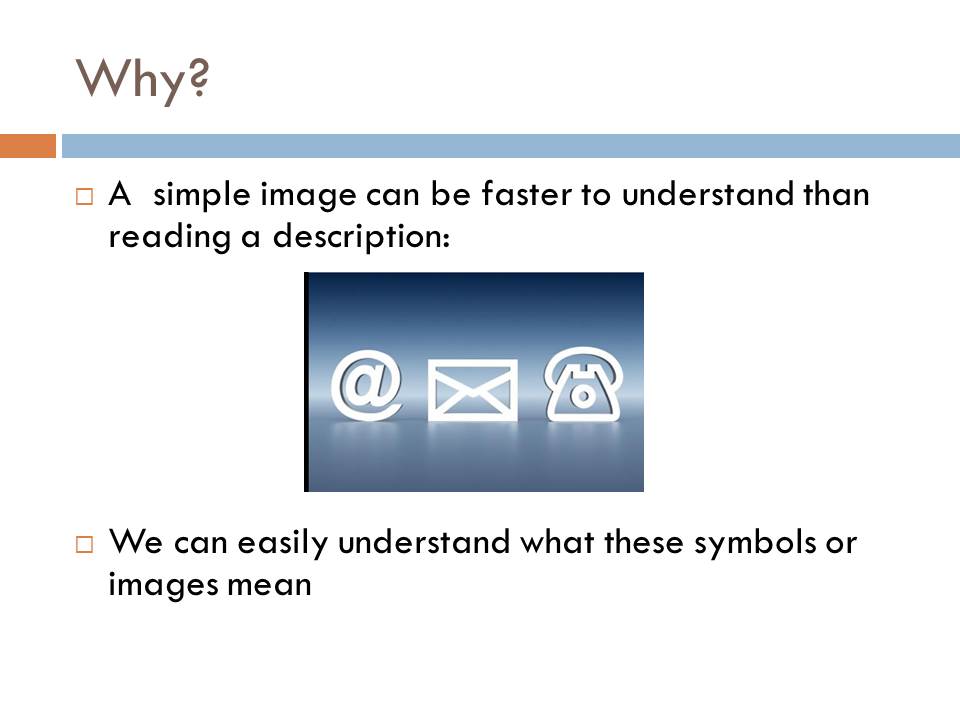 Why?
A  simple image can be faster to understand than
reading a description:
@
We can easily understand what these symbols or
images mean